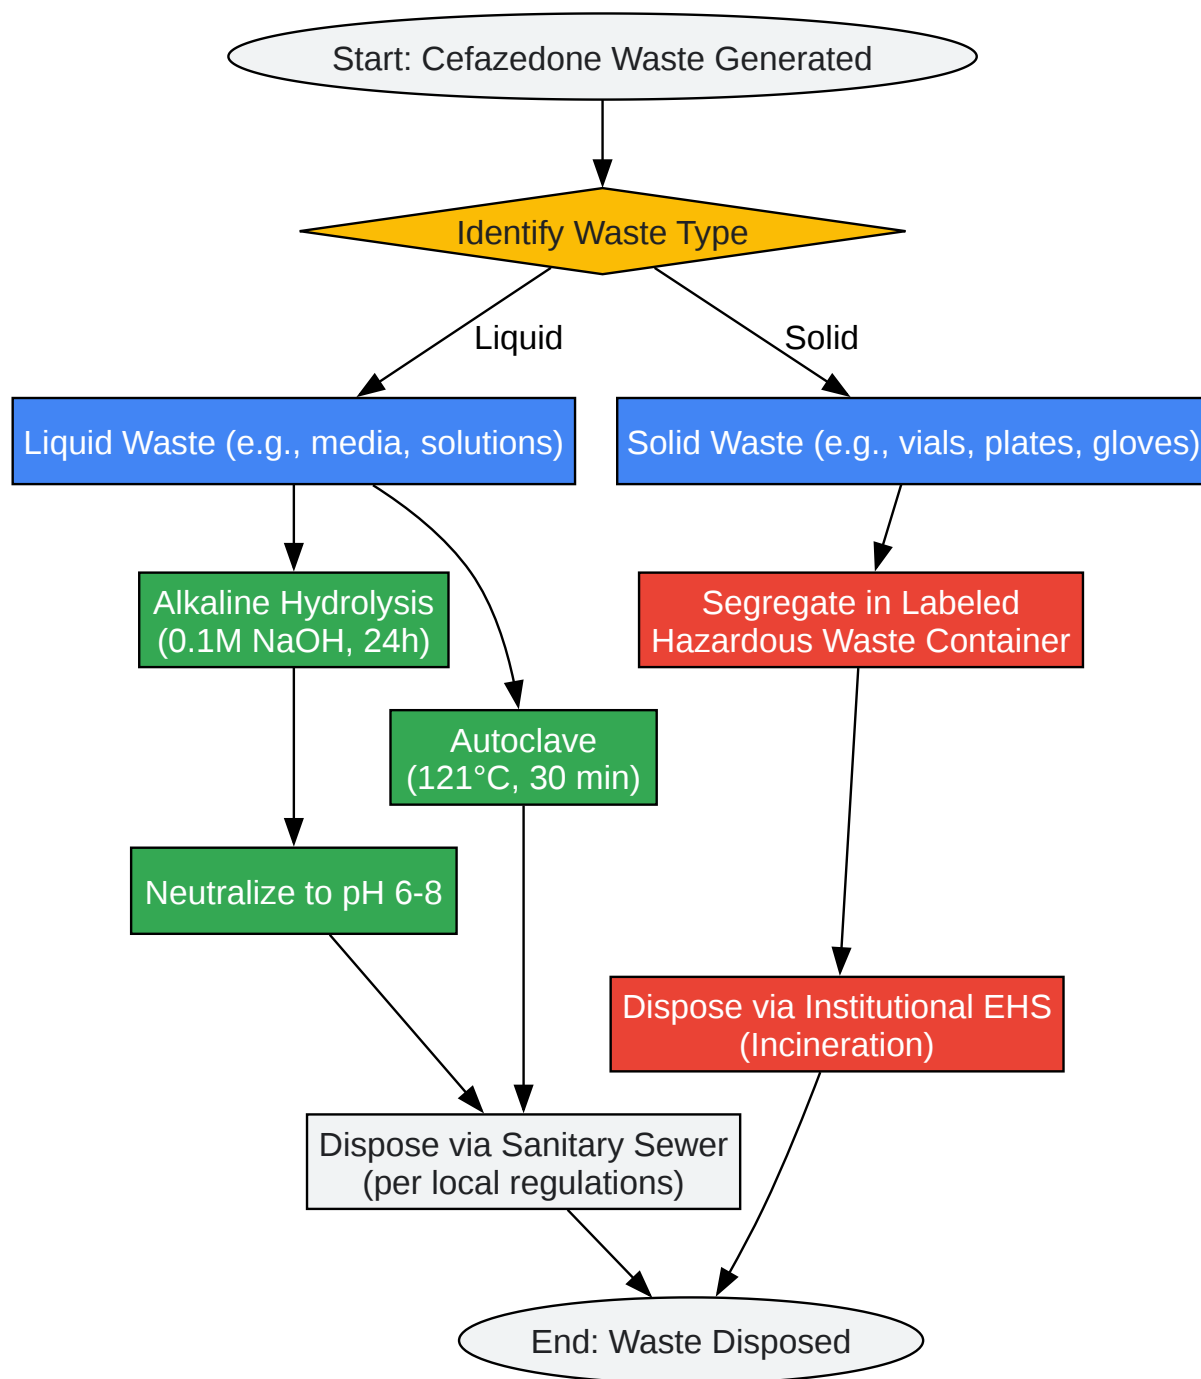 Start: Cefazedone Waste Generated
Identify Waste Type
Liquid
Solid
Liquid Waste (e.g., media, solutions)
Solid Waste (e.g., vials, plates, gloves)
Alkaline Hydrolysis
(0.1M NaOH, 24h)
Segregate in Labeled
Hazardous Waste Container
Autoclave
(121°C, 30 min)
Neutralize to pH 6-8
Dispose via Institutional EHS
(Incineration)
Dispose via Sanitary Sewer
(per local regulations)
End: Waste Disposed